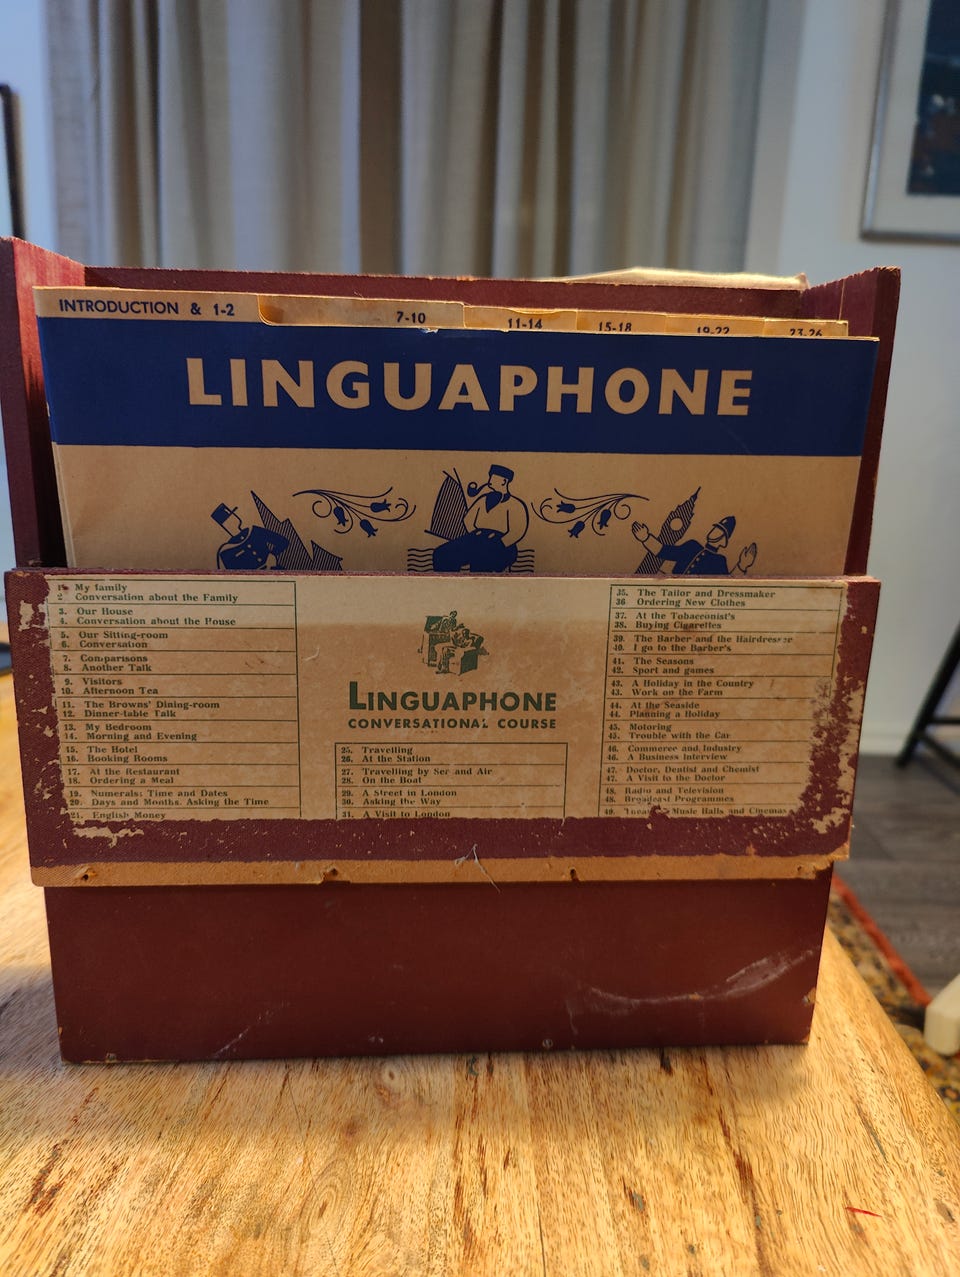 INTRODUCTION & 1-2
7-10
11-14
15-18
19-22
23-26
LINGUAPHONE
1. My family
2. Conversation about the Family
3. Our House
4. Conversation about the House
5. Our Sitting-room
6. Conversation
7. Comparisons
8. Another Talk
9. Visitors
10. Afternoon Tea
11. The Browns' Dining-room
12. Dinner-table Talk
13. My Bedroom
14. Morning and Evening
15. The Hotel
16. Booking Rooms
17. At the Restaurant
18. Ordering a Meal
19. Numerals: Time and Dates
20. Days and Months. Asking the Time
21. English Money
LINGUAPHONE
CONVERSATIONAL COURSE
25. Travelling
26. At the Station
27. Travelling by Sea and Air
28. On the Boat
29. A Street in London
30. Asking the Way
31. A Visit to London
35. The Tailor and Dressmaker
36 Ordering New Clothes
37. At the Tobacconist's
38. Buying Cigarettes
39. The Barber and the Hairdresser
40. I go to the Barber's
41. The Seasons
42. Sport and games
43. A Holiday in the Country
43. Work on the Farm
44. At the Seaside
44. Planning a Holiday
45. Motoring
45. Trouble with the Car
46. Commerce and Industry
46. A Business Interview
47. Doctor, Dentist and Chemist
47. A Visit to the Doctor
48. Radio and Television
48. Broadcast Programmes
49. Theatres Music Halls and Cinemas